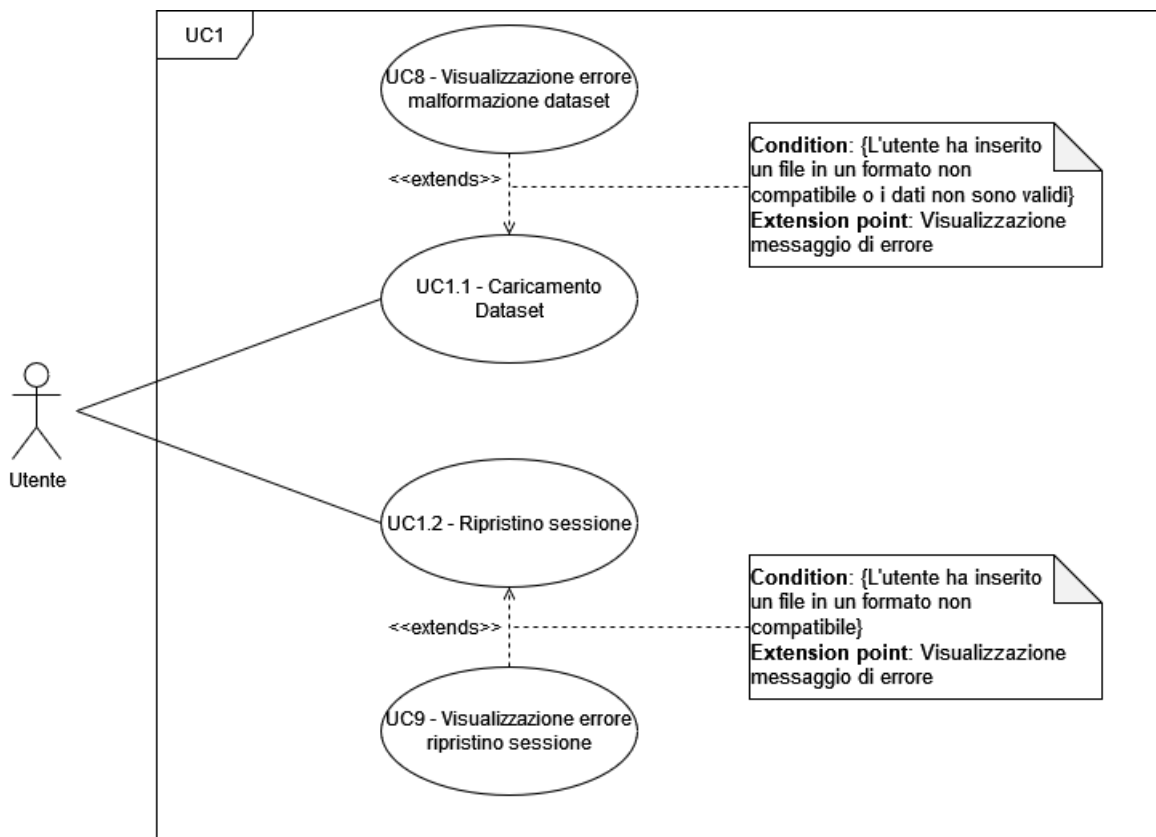 UC1
UC8 - Visualizzazione errore
malformazione dataset
<<extends>>
Condition: {L'utente ha inserito
un file in un formato non
compatibile o i dati non sono validi}
Extension point: Visualizzazione
messaggio di errore
UC1.1 - Caricamento
Dataset
Utente
UC1.2 - Ripristino sessione
<<extends>>
Condition: {L'utente ha inserito
un file in un formato non
compatibile}
Extension point: Visualizzazione
messaggio di errore
UC9 - Visualizzazione errore
ripristino sessione